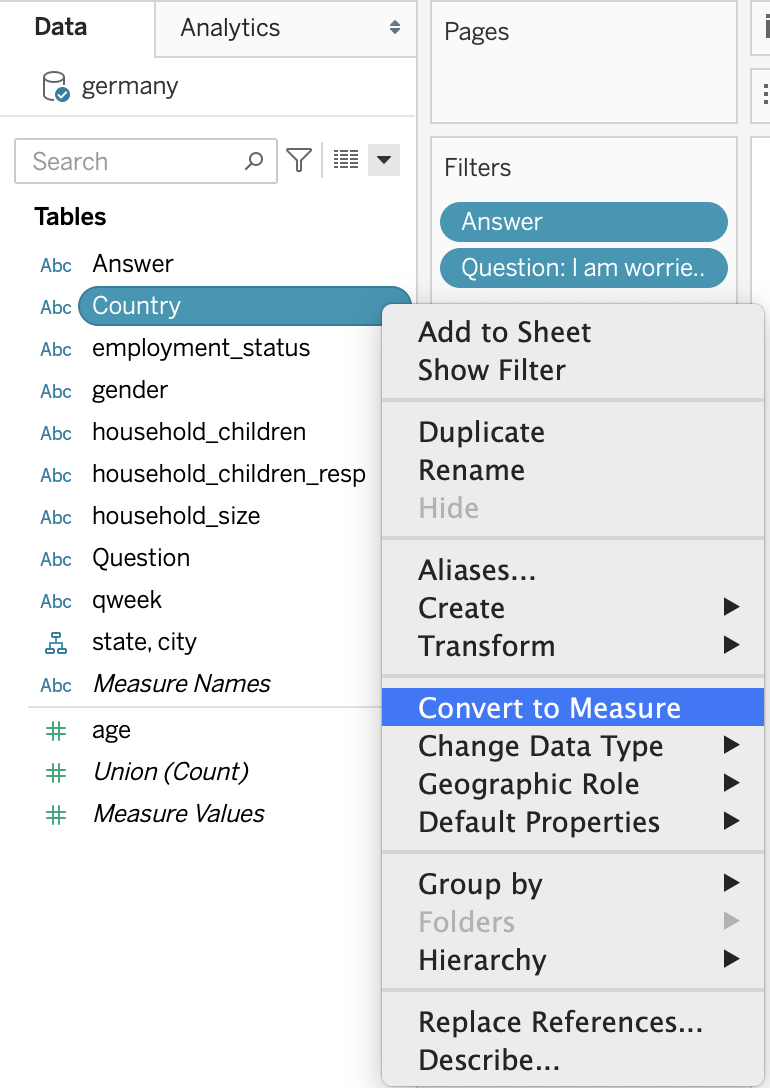 Data
Analytics
germany
Search
Tables
Abc Answer
Abc Country
Abc employment_status
Abc gender
Abc household_children
Abc household_children_resp
Abc household_size
Abc Question
Abc qweek
state, city
Abc Measure Names
age
Union (Count)
Measure Values
Pages
Filters
Answer
Question: I am worrie..
Add to Sheet
Show Filter
Duplicate
Rename
Hide
Aliases...
Create
Transform
Convert to Measure
Change Data Type
Geographic Role
Default Properties
Group by
Folders
Hierarchy
Replace References...
Describe...